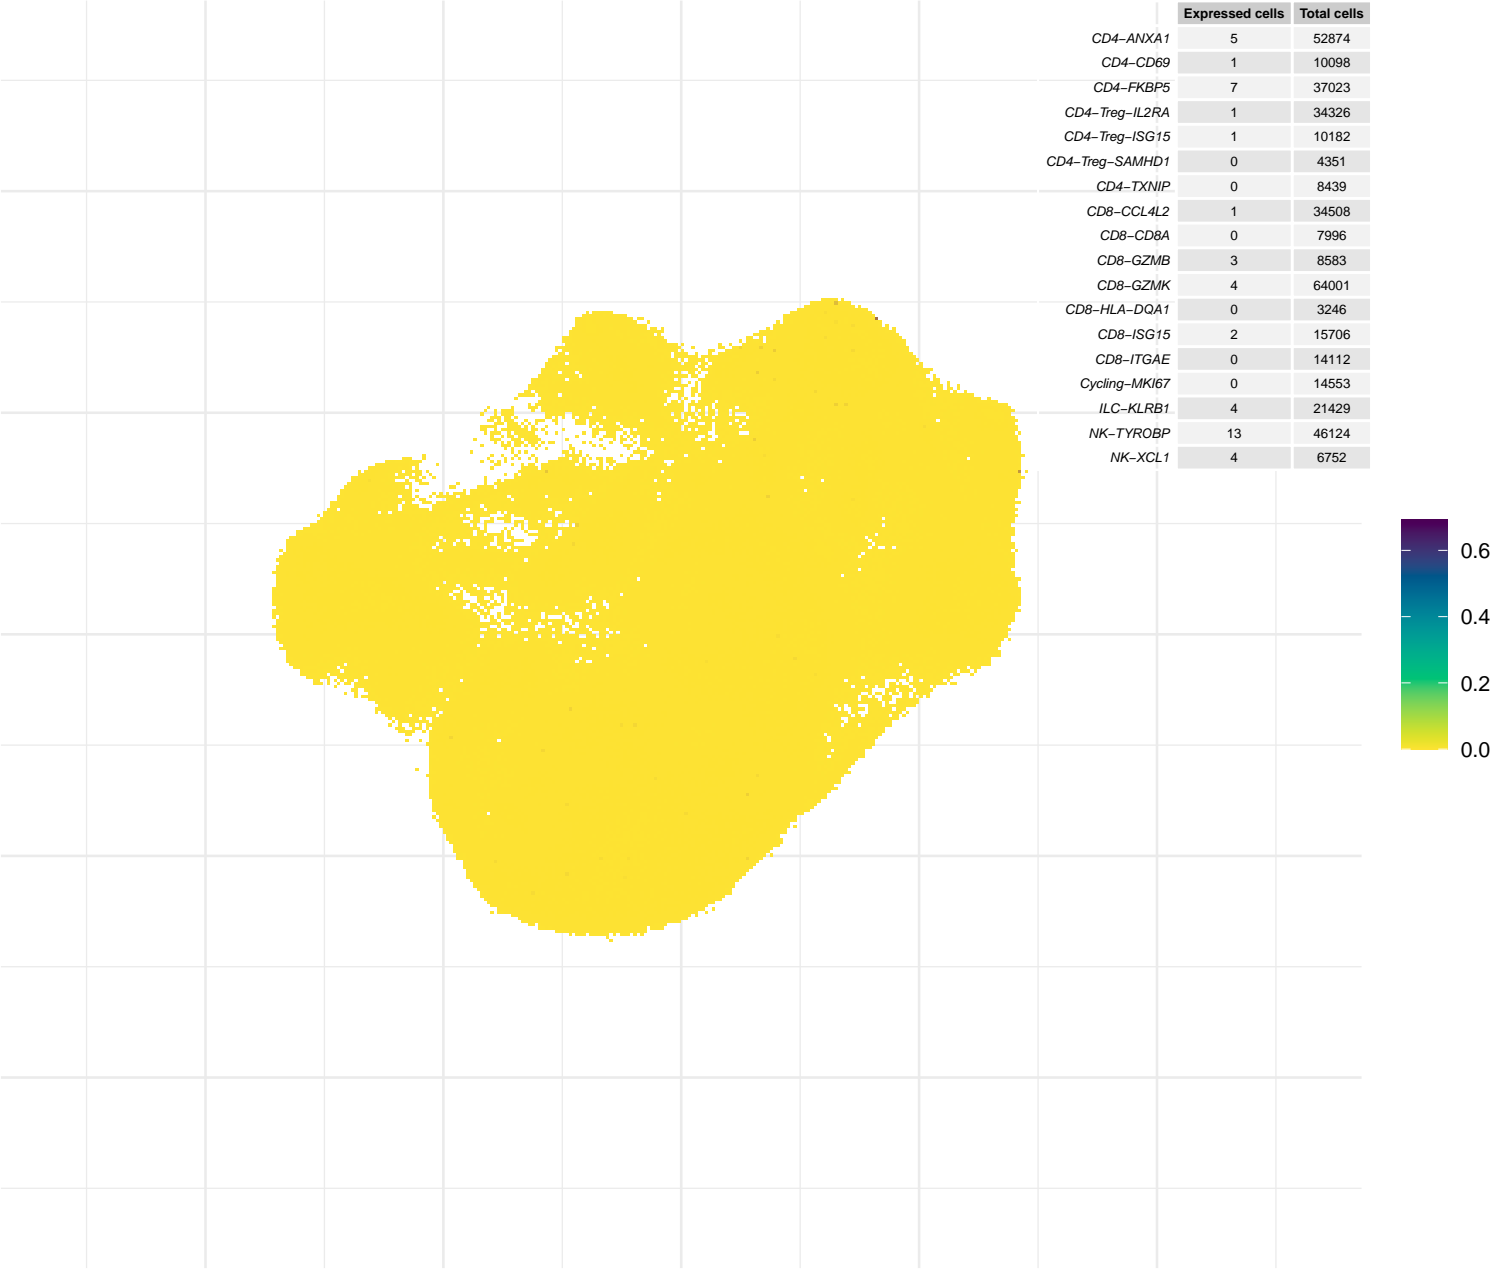 Expressed cells Total cells
CD4−ANXA1 5 52874
CD4−CD69 1 10098
CD4−FKBP5 7 37023
CD4−Treg−IL2RA 1 34326
CD4−Treg−ISG15 1 10182
CD4−Treg−SAMHD1 0 4351
CD4−TXNIP 0 8439
CD8−CCL4L2 1 34508
CD8−CD8A 0 7996
CD8−GZMB 3 8583
CD8−GZMK 4 64001
CD8−HLA−DQA1 0 3246
CD8−ISG15 2 15706
CD8−ITGAE 0 14112
Cycling−MKI67 0 14553
ILC−KLRB1 4 21429
NK−TYROBP 13 46124
NK−XCL1 4 6752
0.6
0.4
0.2
0.0